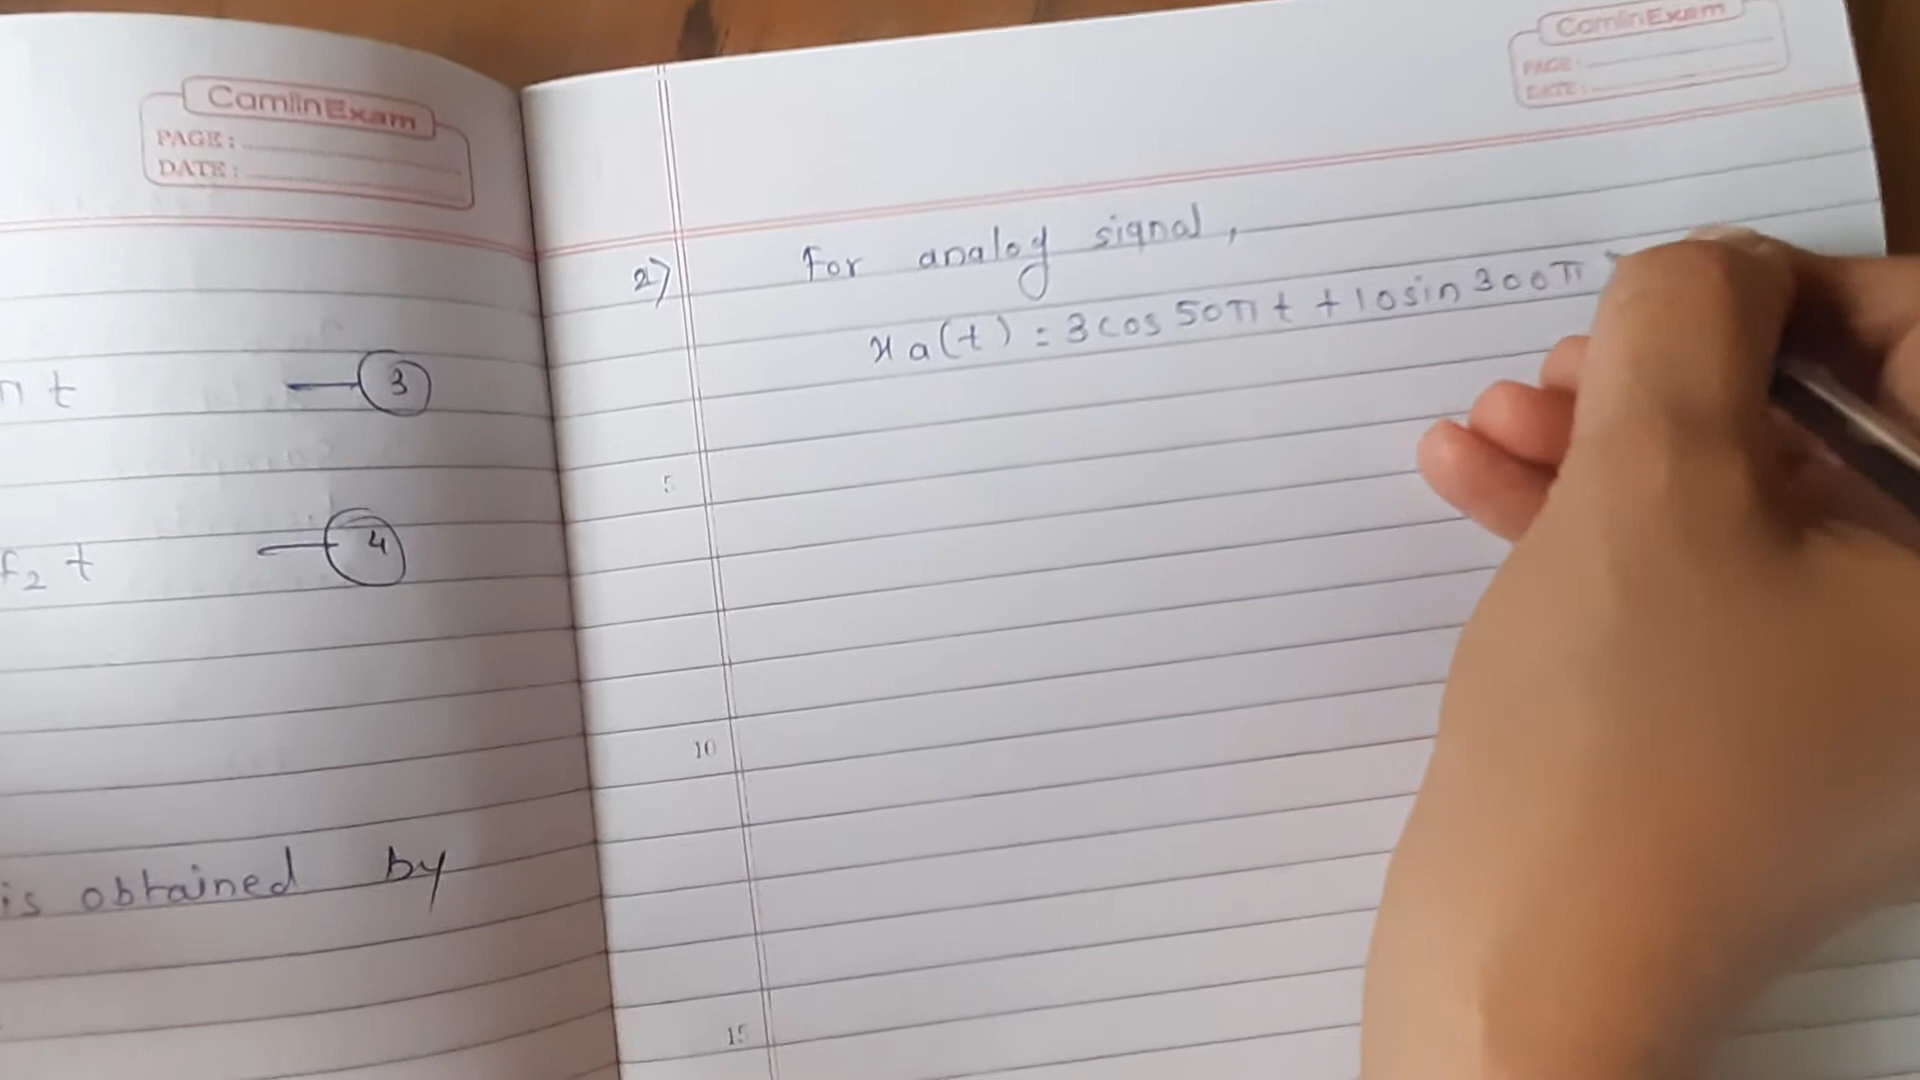 CamlinExam
PAGE :
DATE :
n t — 3
f₂ t — 4
is obtained by
CamlinExam
PAGE :
DATE :
2) For analog signal,
xa(t) = 3cos 50π t + 10sin 300π
5
10
15